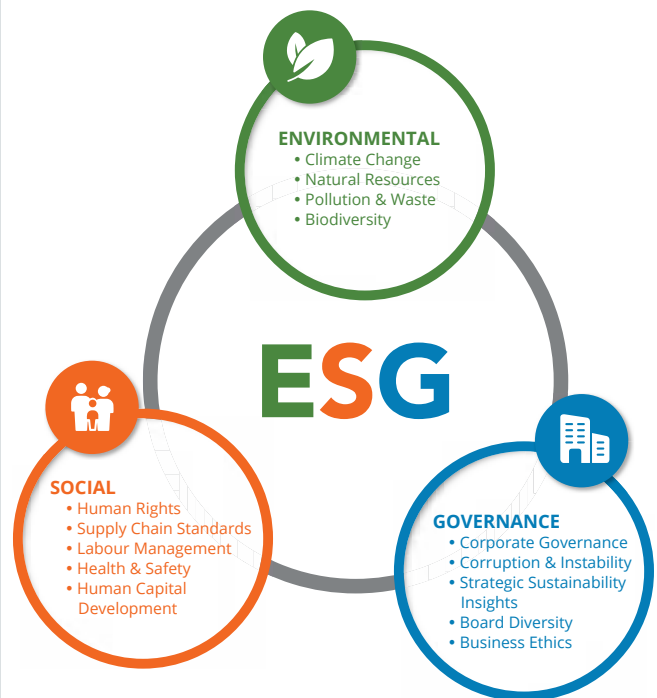 ENVIRONMENTAL
• Climate Change
• Natural Resources
• Pollution & Waste
• Biodiversity
ESG
SOCIAL
• Human Rights
• Supply Chain Standards
• Labour Management
• Health & Safety
• Human Capital
Development
GOVERNANCE
• Corporate Governance
• Corruption & Instability
• Strategic Sustainability
Insights
• Board Diversity
• Business Ethics